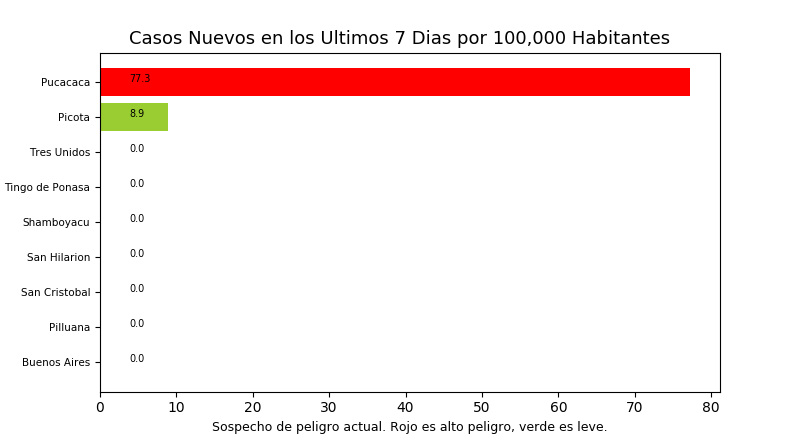 Casos Nuevos en los Ultimos 7 Dias por 100,000 Habitantes
Pucacaca 77.3
Picota 8.9
Tres Unidos 0.0
Tingo de Ponasa 0.0
Shamboyacu 0.0
San Hilarion 0.0
San Cristobal 0.0
Pilluana 0.0
Buenos Aires 0.0
0 10 20 30 40 50 60 70 80
Sospecho de peligro actual. Rojo es alto peligro, verde es leve.